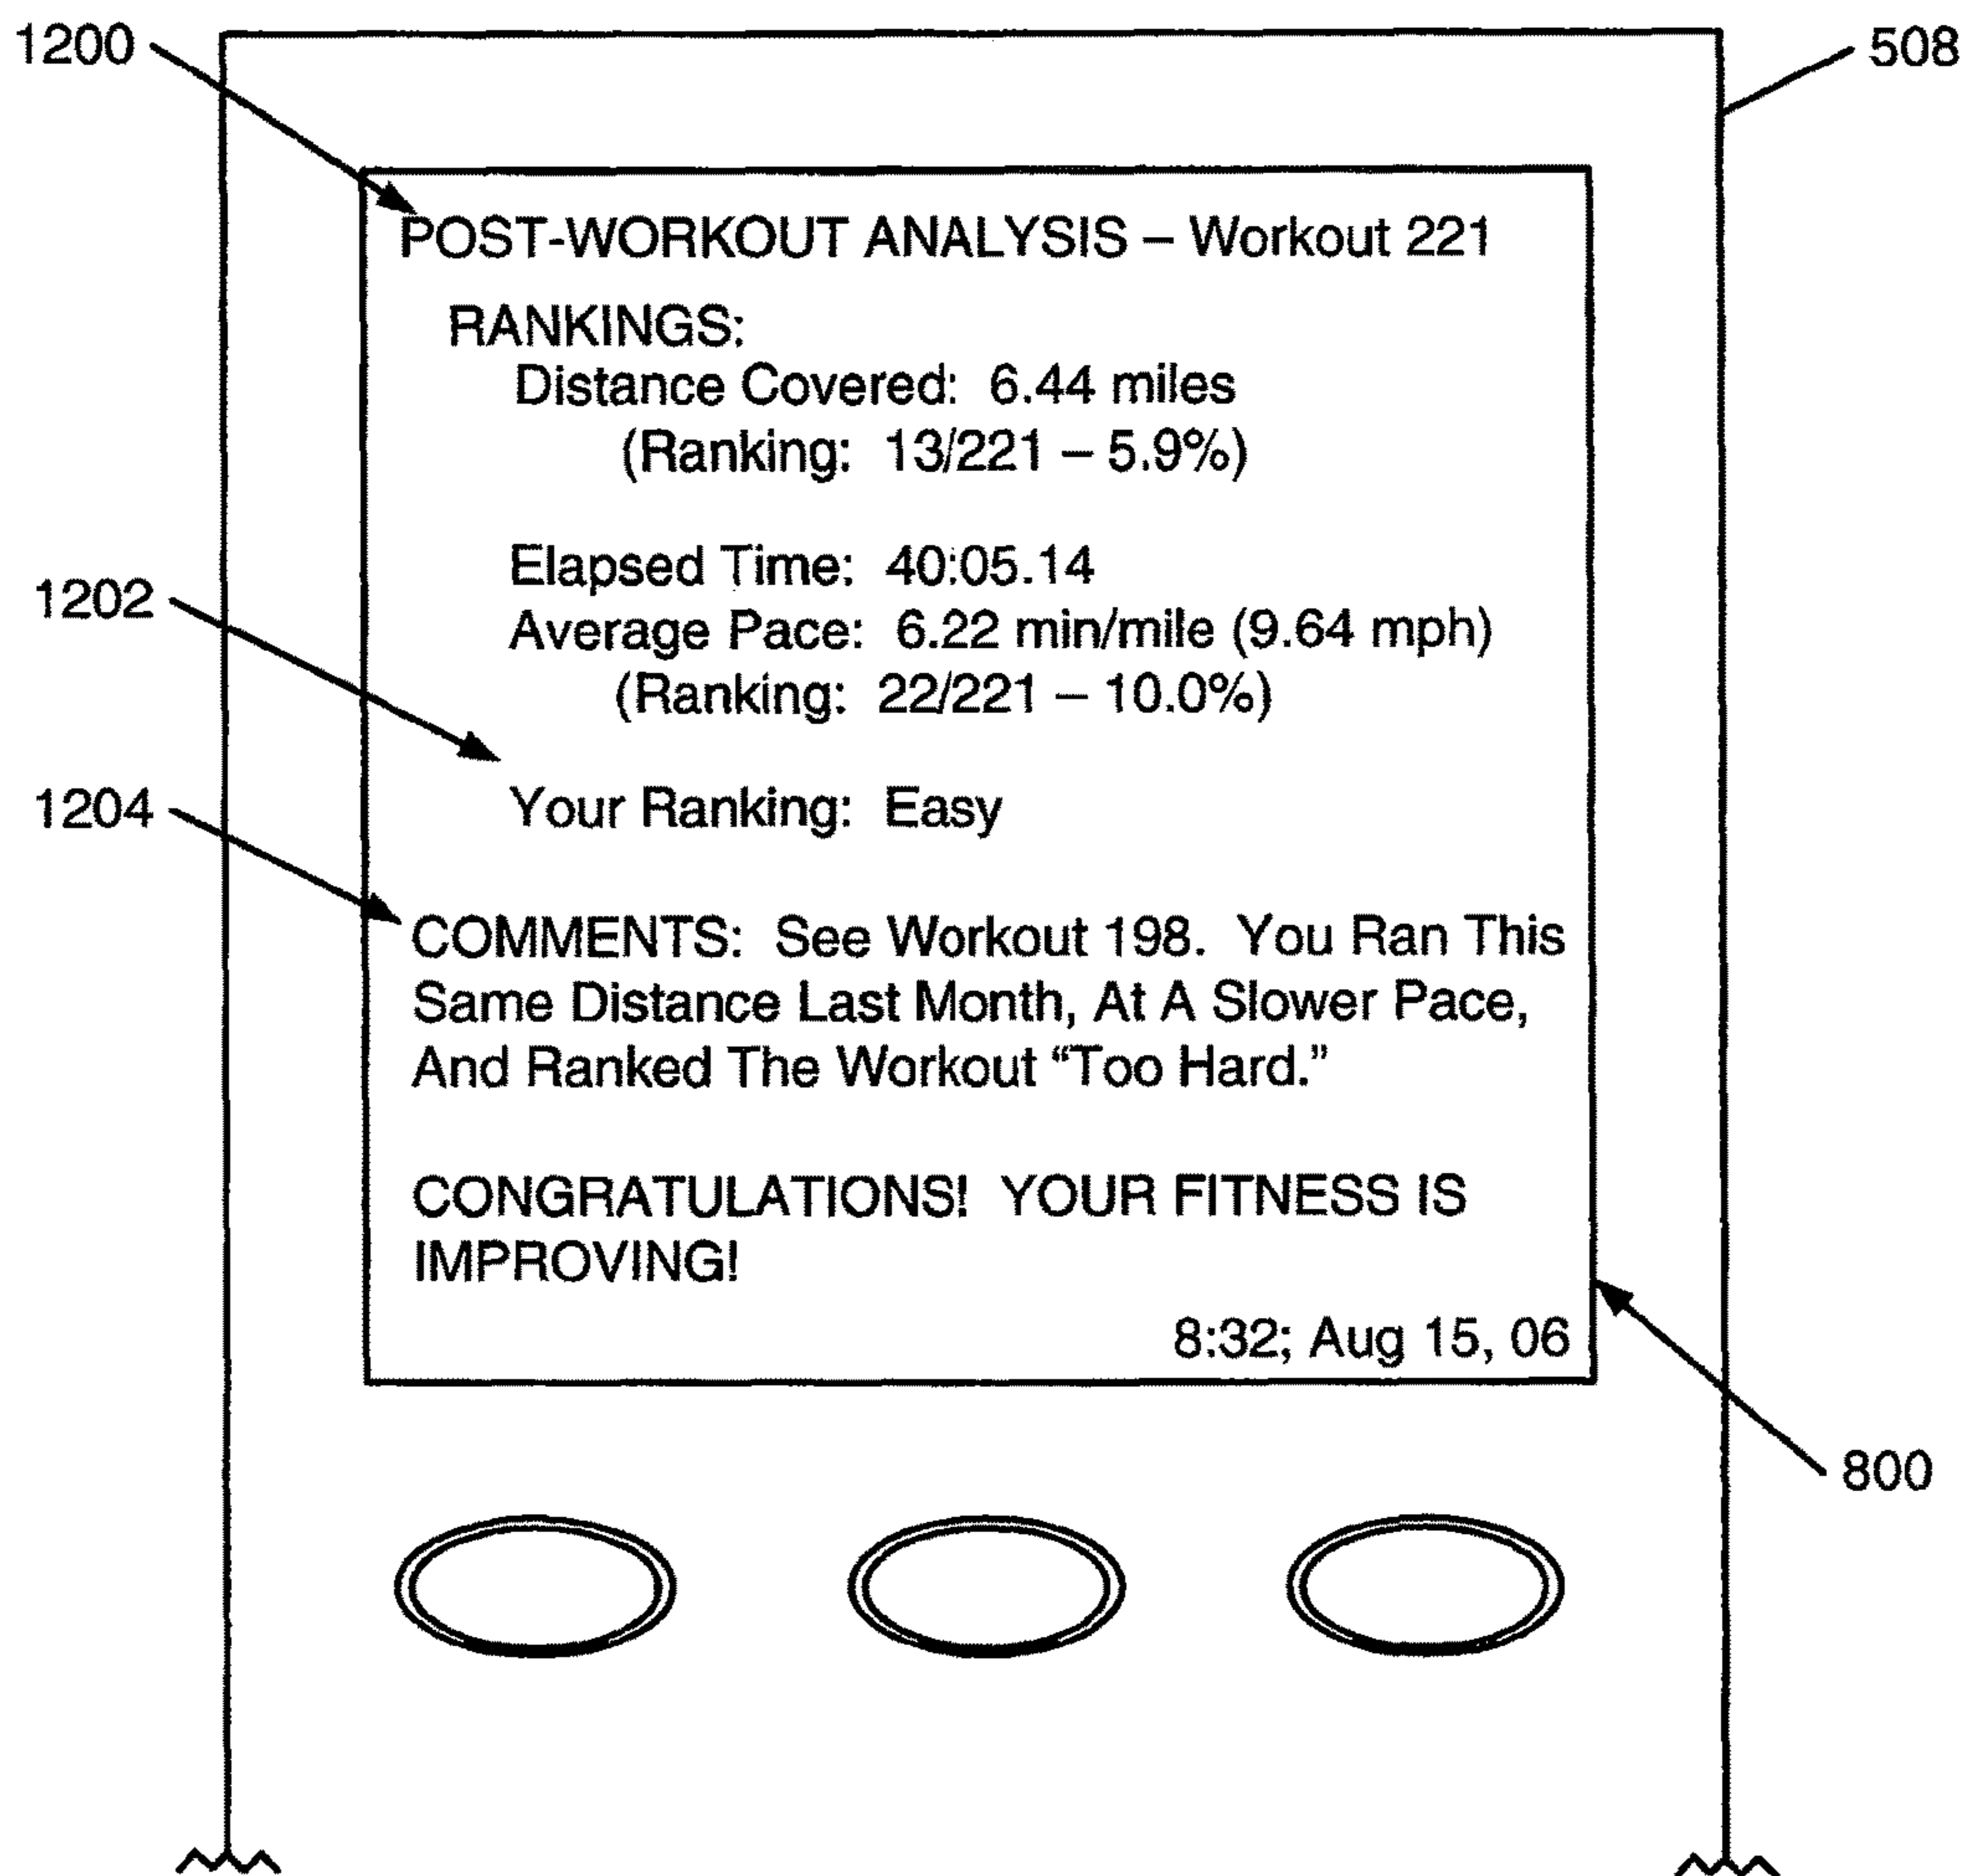 1200
508
POST-WORKOUT ANALYSIS – Workout 221
RANKINGS:
Distance Covered: 6.44 miles
(Ranking: 13/221 – 5.9%)
Elapsed Time: 40:05.14
1202
Average Pace: 6.22 min/mile (9.64 mph)
(Ranking: 22/221 – 10.0%)
1204
Your Ranking: Easy
COMMENTS: See Workout 198. You Ran This
Same Distance Last Month, At A Slower Pace,
And Ranked The Workout “Too Hard.”
CONGRATULATIONS! YOUR FITNESS IS
IMPROVING!
8:32; Aug 15, 06
800